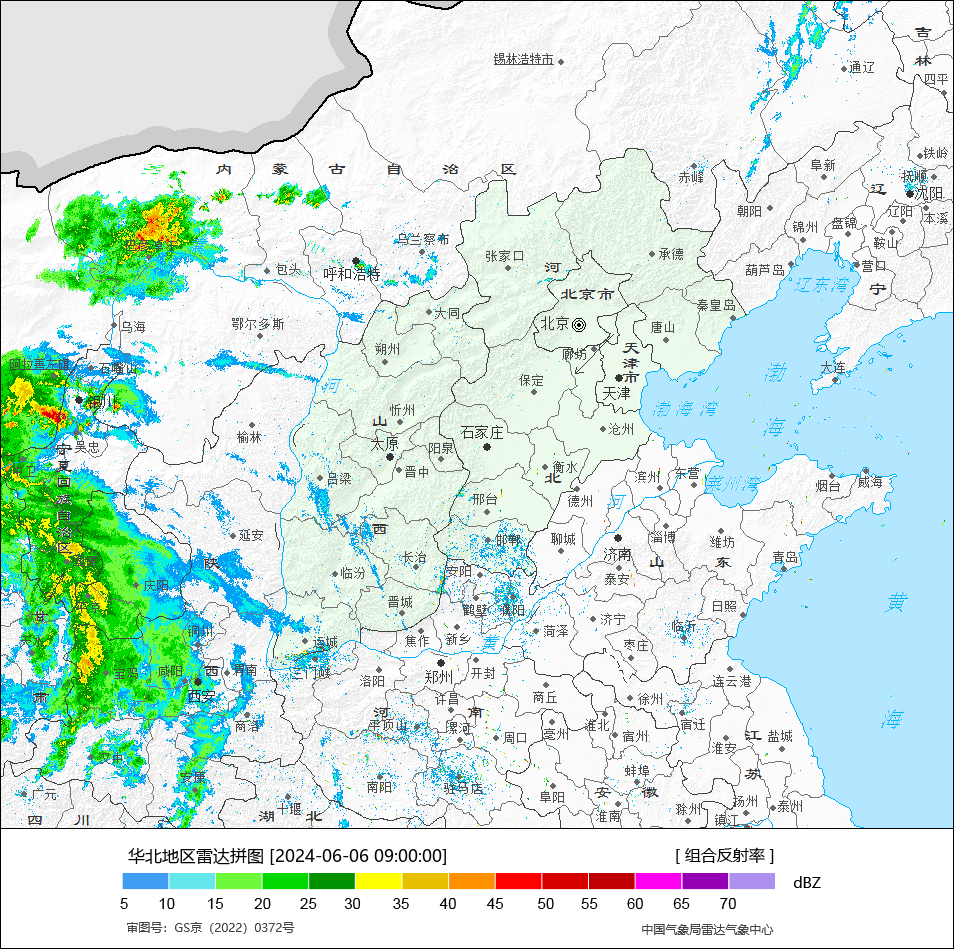 吉
林
锡林浩特市
通辽
四平
铁岭
内 蒙 古 自 治 区
阜新
赤峰
抚顺
辽
沈阳
朝阳
辽阳
本溪
锦州
盘锦
鞍山
乌兰察布
张家口
河
承德
包头
呼和浩特
葫芦岛
营口
辽东湾
宁
北京市
秦皇岛
大同
乌海
鄂尔多斯
北京
唐山
朔州
廊坊
天
津
市
石嘴山
大连
渤
保定
河
天津
银川
忻州
渤海湾
山
海
榆林
太原
阳泉
石家庄
沧州
吴忠
宁
夏
回
族
自
治
区
晋中
衡水
北
滨州
东营
莱州湾
烟台
威海
吕梁
邢台
德州
河
西
延安
邯郸
聊城
济南
淄博
潍坊
青岛
陕
长治
安阳
山
东
临汾
泰安
庆阳
晋城
鹤壁
濮阳
日照
黄
铜川
焦作
新乡
菏泽
济宁
临沂
黄
运城
枣庄
宝鸡
咸阳
西
渭南
三门峡
洛阳
郑州
开封
连云港
西安
商丘
徐州
许昌
河
南
宿迁
海
商洛
平顶山
漯河
周口
亳州
淮北
宿州
淮安
江
盐城
安康
南阳
驻马店
阜阳
蚌埠
苏
广元
十堰
安
徽
淮南
滁州
扬州
泰州
镇江
四 川
湖 北
华北地区雷达拼图 [2024-06-06 09:00:00]
[ 组合反射率 ]
5 10 15 20 25 30 35 40 45 50 55 60 65 70 dBZ
审图号：GS京（2022）0372号
中国气象局雷达气象中心